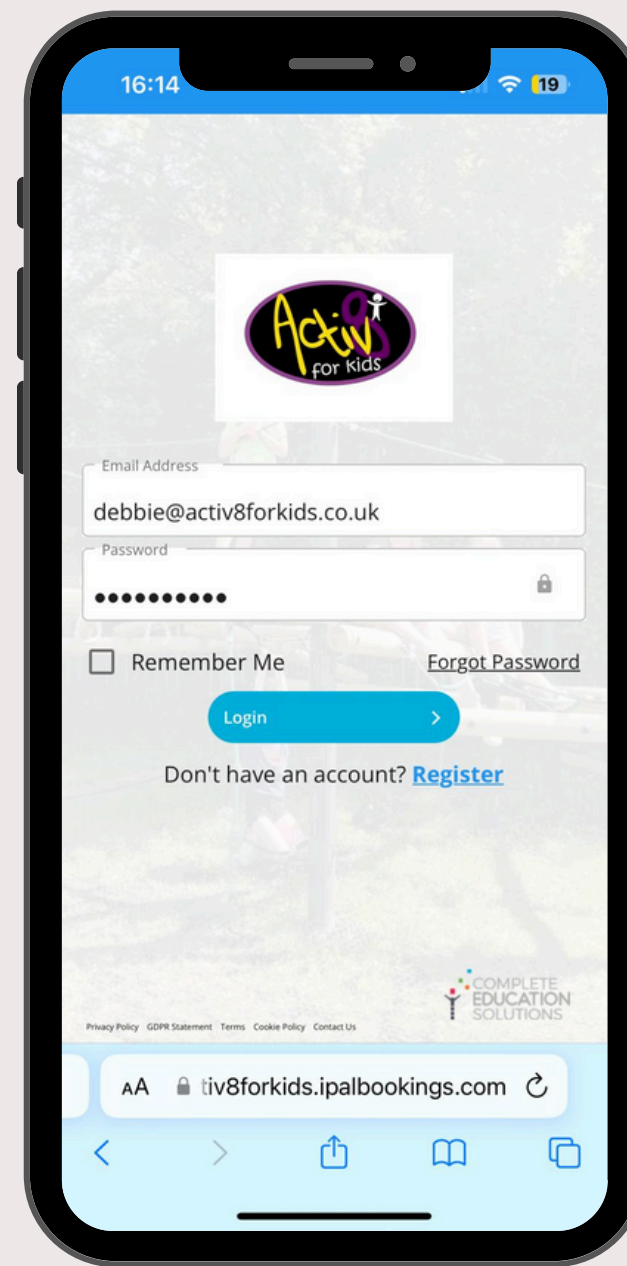 16:14
19
Activ8
for kids
Email Address
debbie@activ8forkids.co.uk
Password
••••••••••
Remember Me
Forgot Password
Login
Don't have an account? Register
COMPLETE
EDUCATION
SOLUTIONS
Privacy Policy GDPR Statement Terms Cookie Policy Contact Us
AA tiv8forkids.ipalbookings.com